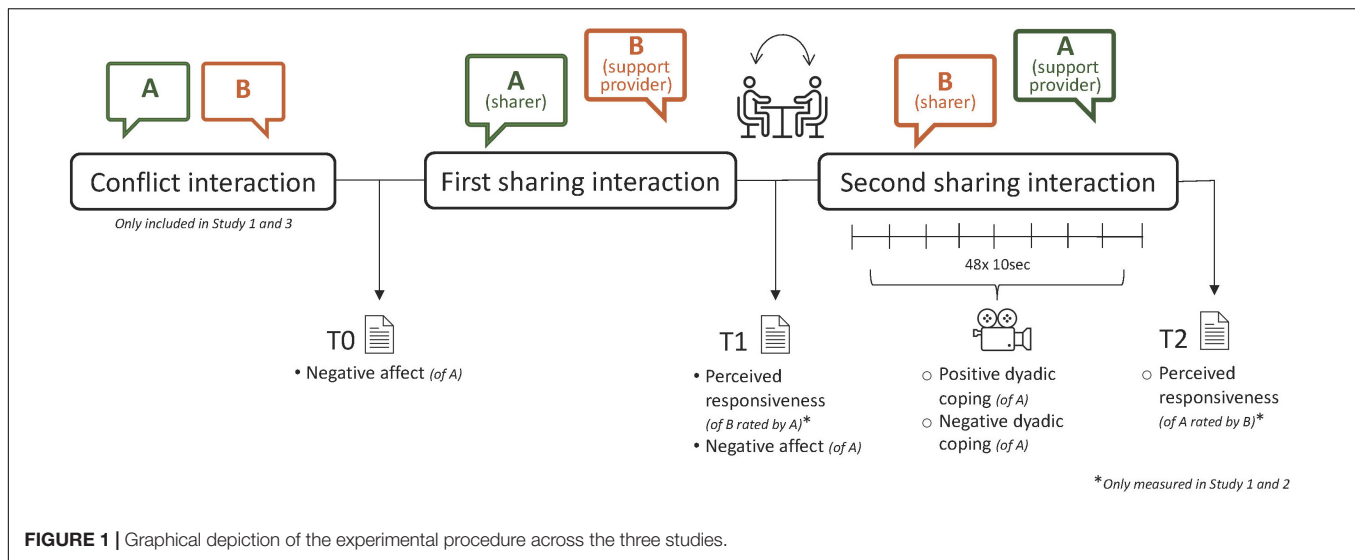 A
B
A
(sharer)
B
(support
provider)
B
(sharer)
A
(support
provider)
Conflict interaction
First sharing interaction
Second sharing interaction
Only included in Study 1 and 3
48x 10sec
T0
• Negative affect (of A)
T1
• Perceived
responsiveness
(of B rated by A)*
• Negative affect (of A)
○ Positive dyadic
coping (of A)
○ Negative dyadic
coping (of A)
T2
○ Perceived
responsiveness
(of A rated by B)*
*Only measured in Study 1 and 2
FIGURE 1 | Graphical depiction of the experimental procedure across the three studies.